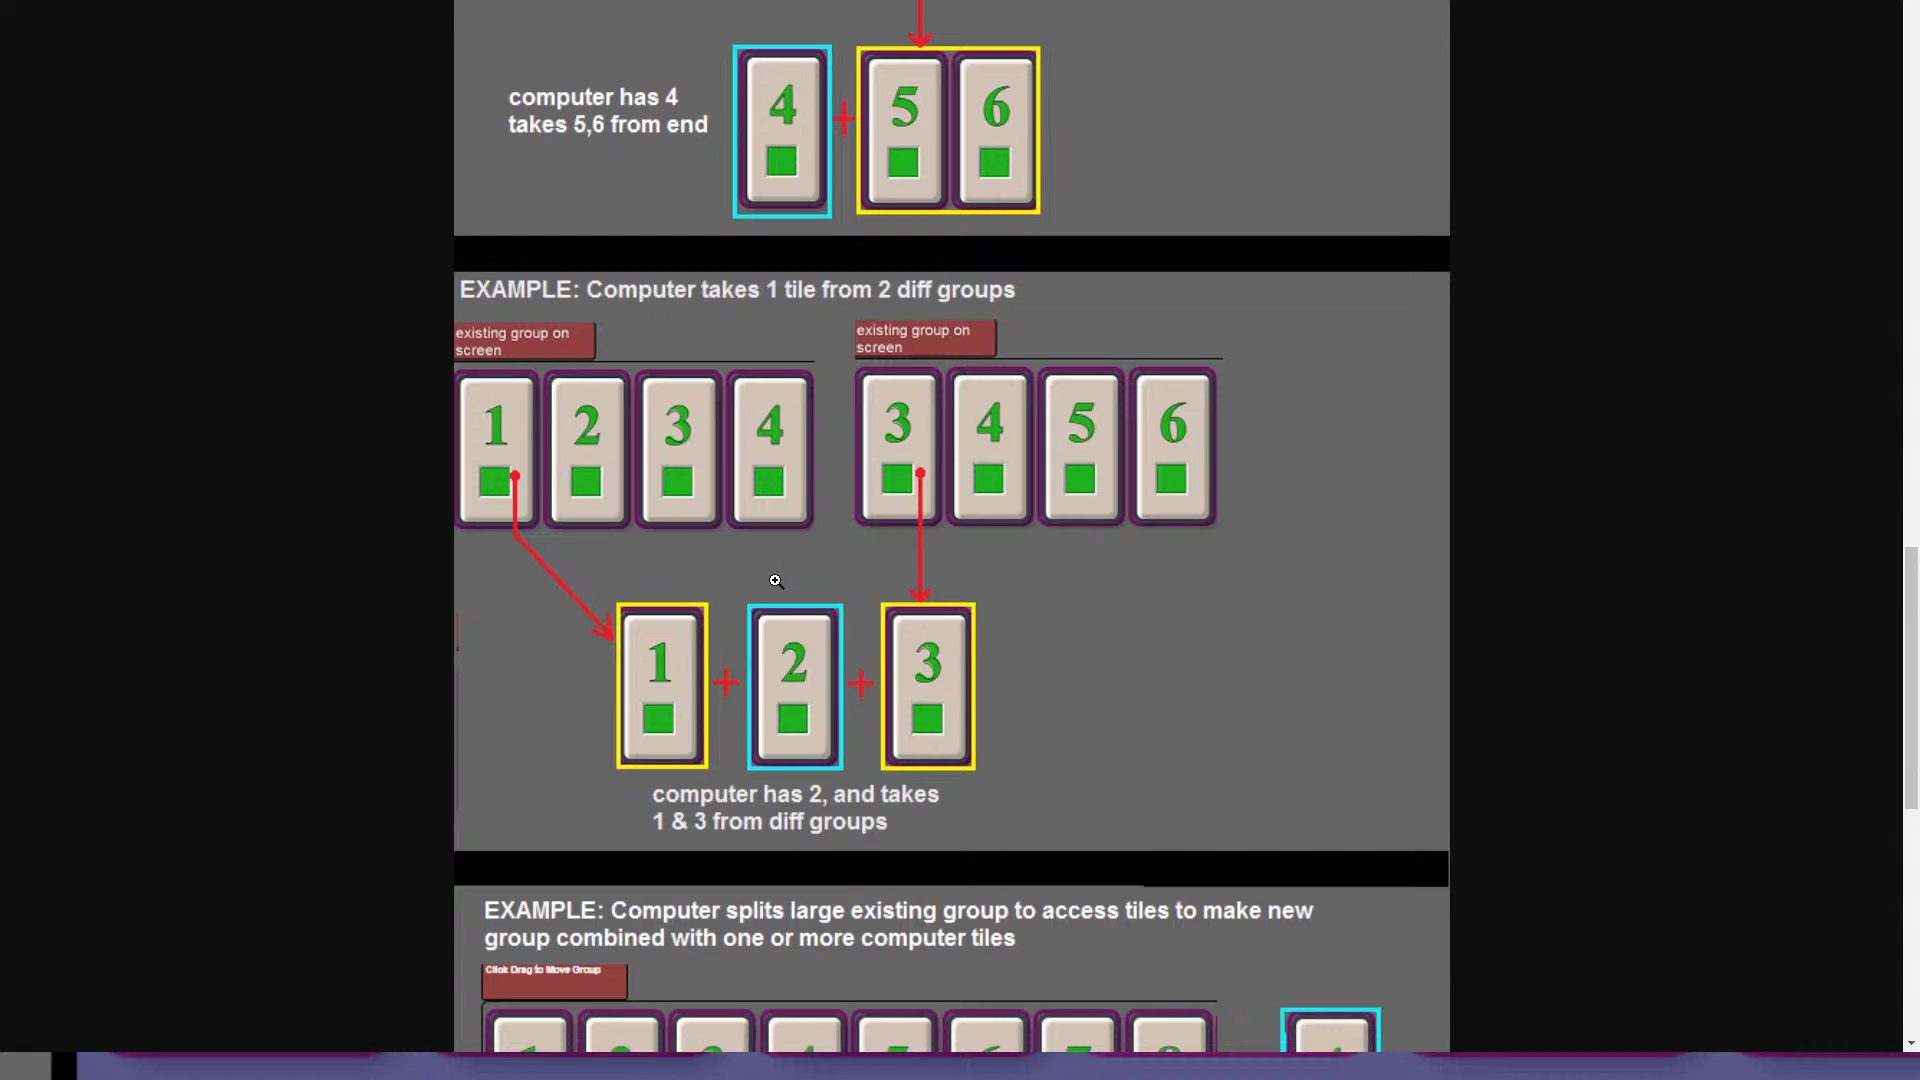 4
5
6
computer has 4
takes 5,6 from end
EXAMPLE: Computer takes 1 tile from 2 diff groups
existing group on
screen
existing group on
screen
1
2
3
4
3
4
5
6
1
+
2
+
3
computer has 2, and takes
1 & 3 from diff groups
EXAMPLE: Computer splits large existing group to access tiles to make new
group combined with one or more computer tiles
Click Drag to Move Group